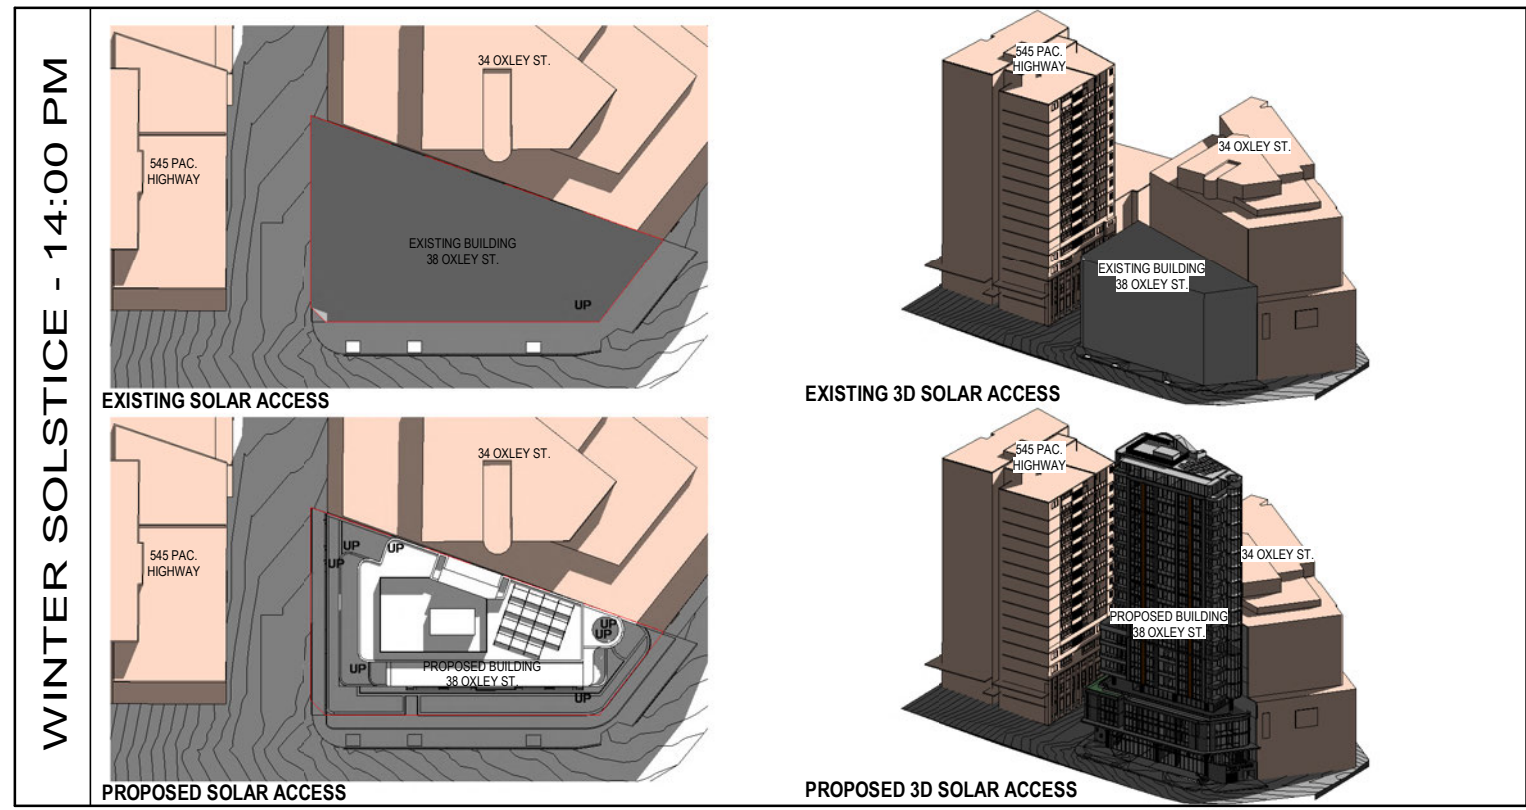 WINTER SOLSTICE - 14:00 PM
34 OXLEY ST.
545 PAC.
HIGHWAY
EXISTING BUILDING
38 OXLEY ST.
UP
EXISTING SOLAR ACCESS
545 PAC.
HIGHWAY
34 OXLEY ST.
EXISTING BUILDING
38 OXLEY ST.
EXISTING 3D SOLAR ACCESS
34 OXLEY ST.
545 PAC.
HIGHWAY
UP
UP
UP
UP
UP
UP
PROPOSED BUILDING
38 OXLEY ST.
UP
PROPOSED SOLAR ACCESS
545 PAC.
HIGHWAY
34 OXLEY ST.
PROPOSED BUILDING
38 OXLEY ST.
PROPOSED 3D SOLAR ACCESS